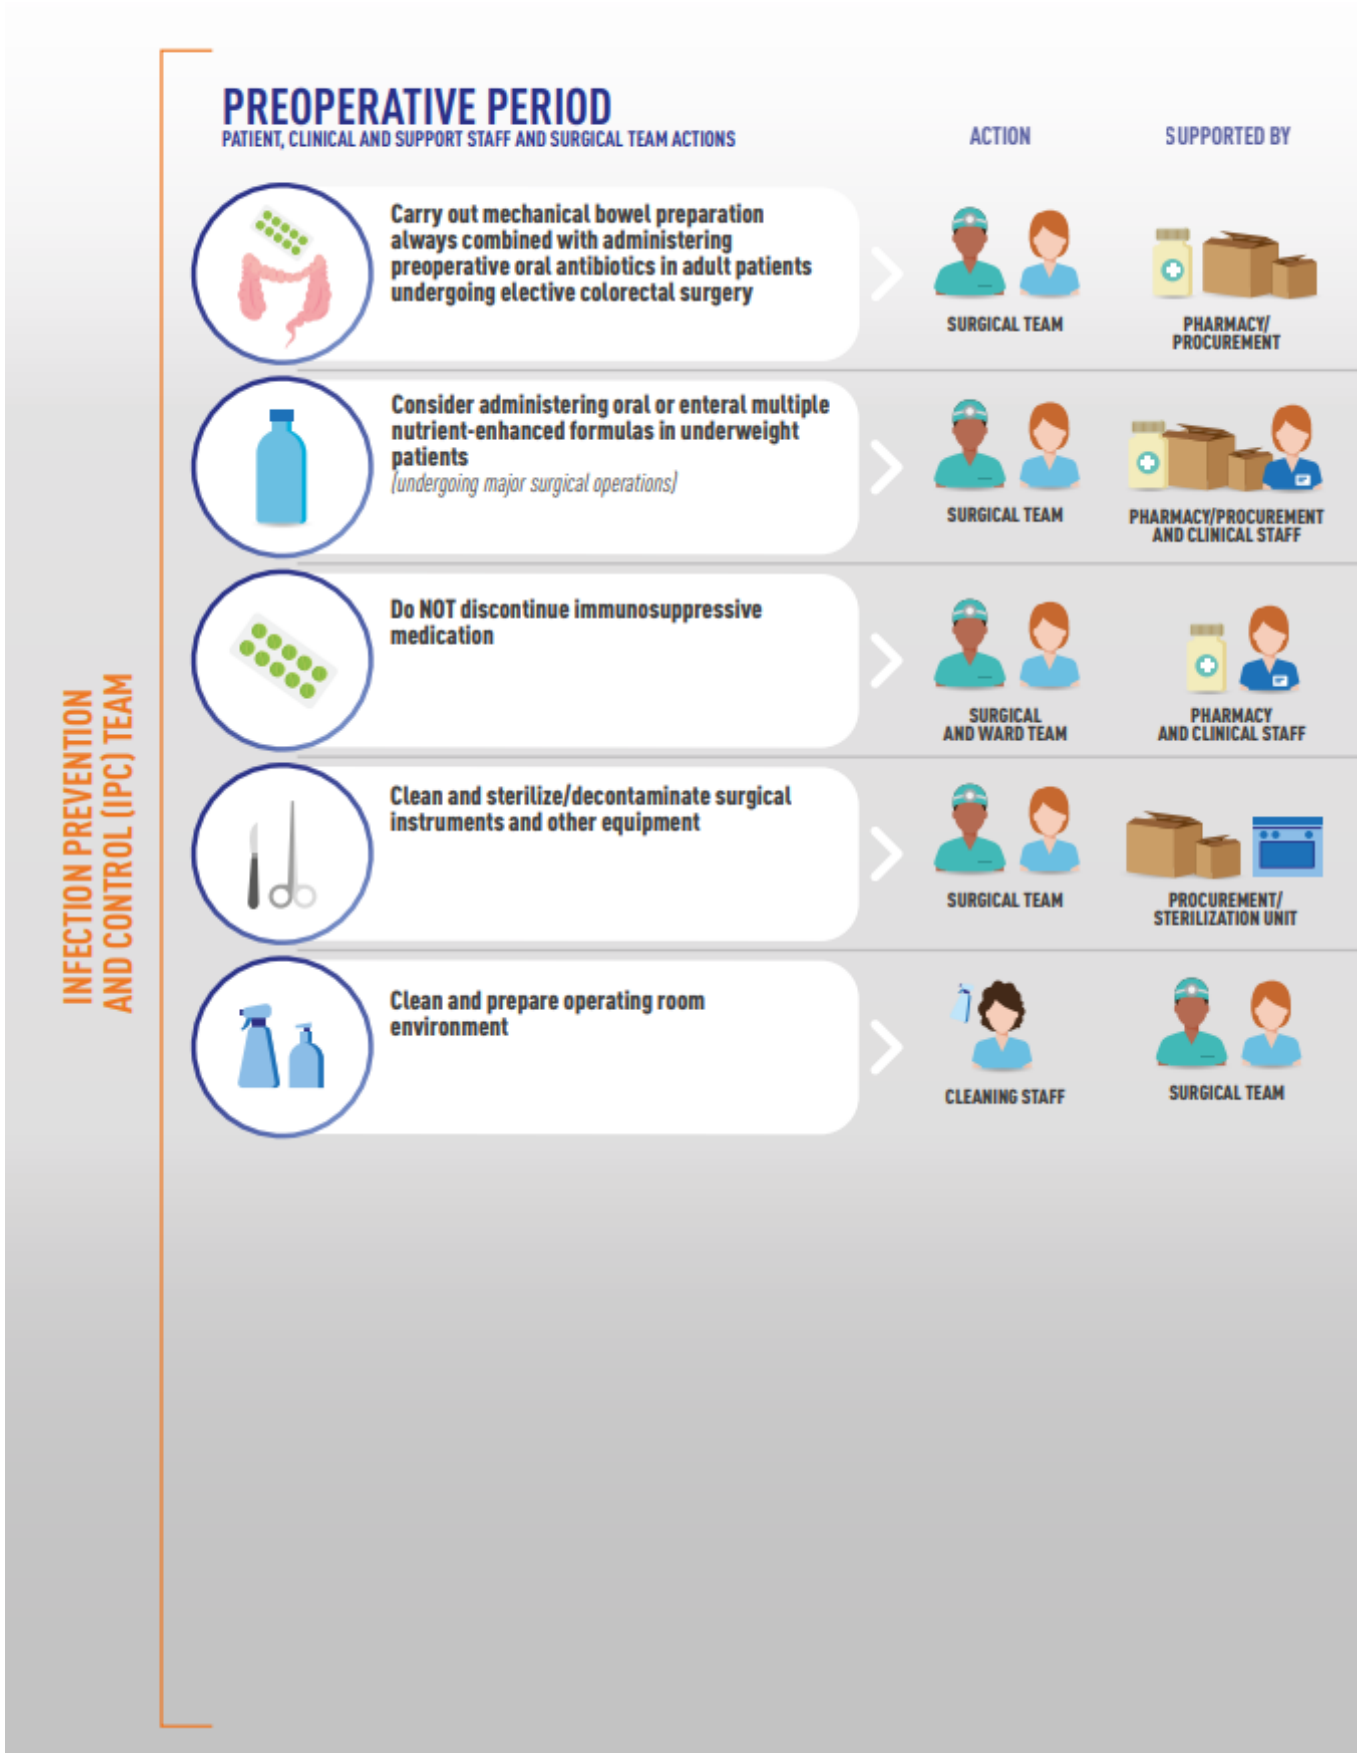 PREOPERATIVE PERIOD
PATIENT, CLINICAL AND SUPPORT STAFF AND SURGICAL TEAM ACTIONS
ACTION
SUPPORTED BY
Carry out mechanical bowel preparation
always combined with administering
preoperative oral antibiotics in adult patients
undergoing elective colorectal surgery
SURGICAL TEAM
PHARMACY/
PROCUREMENT
Consider administering oral or enteral multiple
nutrient-enhanced formulas in underweight
patients
(undergoing major surgical operations)
SURGICAL TEAM
PHARMACY/PROCUREMENT
AND CLINICAL STAFF
Do NOT discontinue immunosuppressive
medication
SURGICAL
AND WARD TEAM
PHARMACY
AND CLINICAL STAFF
Clean and sterilize/decontaminate surgical
instruments and other equipment
SURGICAL TEAM
PROCUREMENT/
STERILIZATION UNIT
Clean and prepare operating room
environment
CLEANING STAFF
SURGICAL TEAM
INFECTION PREVENTION
AND CONTROL (IPC) TEAM